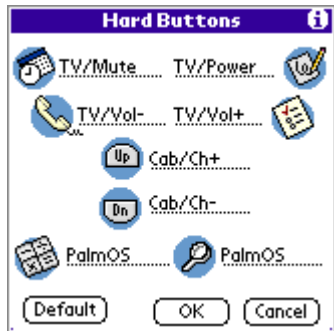 Hard Buttons i
TV/Mute TV/Power
TV/Vol- TV/Vol+
Up Cab/Ch+
Dn Cab/Ch-
PalmOS PalmOS
Default OK Cancel